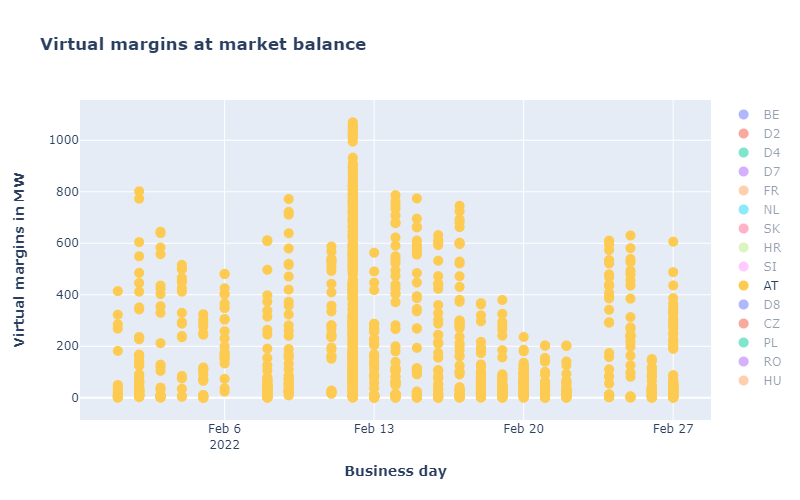 Virtual margins at market balance
Virtual margins in MW
1000
800
600
400
200
0
Feb 6
2022
Feb 13
Feb 20
Feb 27
Business day
BE
D2
D4
D7
FR
NL
SK
HR
SI
AT
D8
CZ
PL
RO
HU